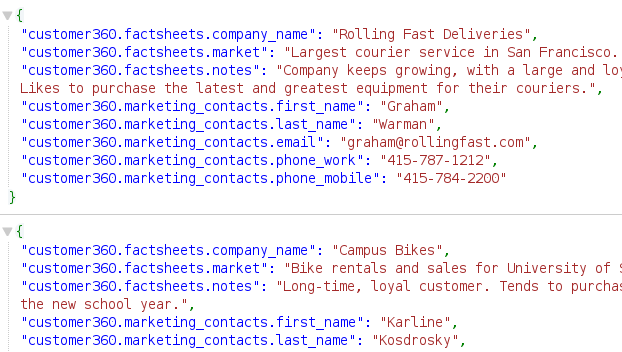 {
"customer360.factsheets.company_name": "Rolling Fast Deliveries",
"customer360.factsheets.market": "Largest courier service in San Francisco.
"customer360.factsheets.notes": "Company keeps growing, with a large and
Likes to purchase the latest and greatest equipment for their couriers.",
"customer360.marketing_contacts.first_name": "Graham",
"customer360.marketing_contacts.last_name": "Warman",
"customer360.marketing_contacts.email": "graham@rollingfast.com",
"customer360.marketing_contacts.phone_work": "415-787-1212",
"customer360.marketing_contacts.phone_mobile": "415-784-2200"
}
{
"customer360.factsheets.company_name": "Campus Bikes",
"customer360.factsheets.market": "Bike rentals and sales for University of
"customer360.factsheets.notes": "Long-time, loyal customer. Tends to
the new school year.",
"customer360.marketing_contacts.first_name": "Karline",
"customer360.marketing_contacts.last_name": "Kosdrosky",